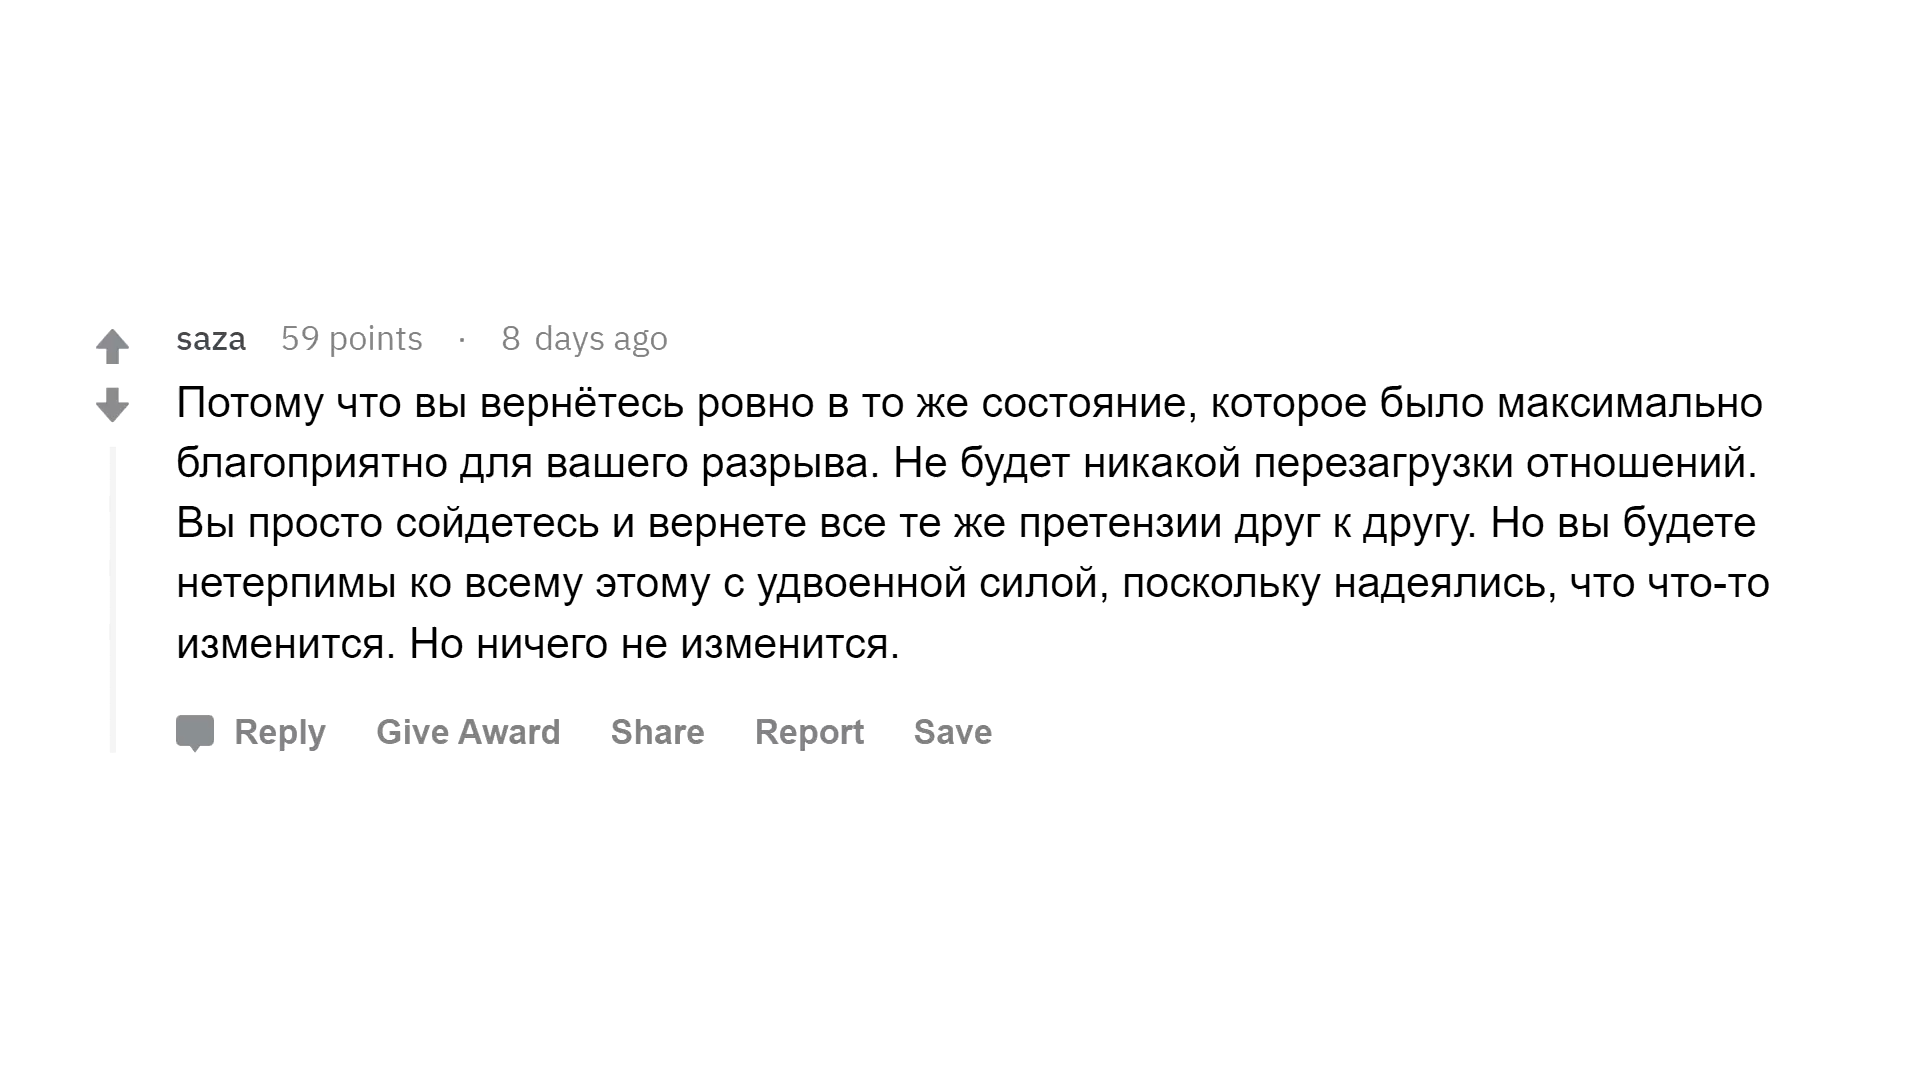 saza 59 points · 8 days ago
Потому что вы вернётесь ровно в то же состояние, которое было максимально
благоприятно для вашего разрыва. Не будет никакой перезагрузки отношений.
Вы просто сойдетесь и вернете все те же претензии друг к другу. Но вы будете
нетерпимы ко всему этому с удвоенной силой, поскольку надеялись, что что-то
изменится. Но ничего не изменится.
Reply Give Award Share Report Save